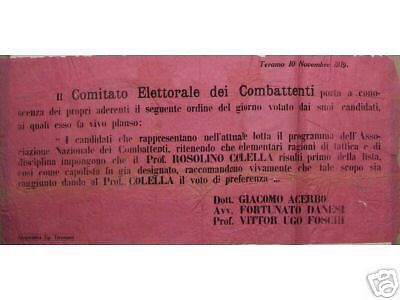 Teramo 10 Novembre 1919.
Il Comitato Elettorale dei Combattenti porta a cono-
scenza dei propri aderenti il seguente ordine del giorno votato dai suoi candidati,
ai quali esso fa vivo plauso:
" I candidati che rappresentano nell'attuale lotta il programma dell'Asso-
ciazione Nazionale dei Combattenti, ritenendo che elementari ragioni di tattica e di
disciplina impongono che il Prof. ROSOLINO COLELLA risulti primo della lista,
così come capolista fu già designato, raccomandano vivamente che tale scopo sia
raggiunto dando al Prof. COLELLA il voto di preferenza „.
Dott. GIACOMO ACERBO
Avv. FORTUNATO DANESI
Prof. VITTOR UGO FOSCHI
Tip. Teramana
eBay